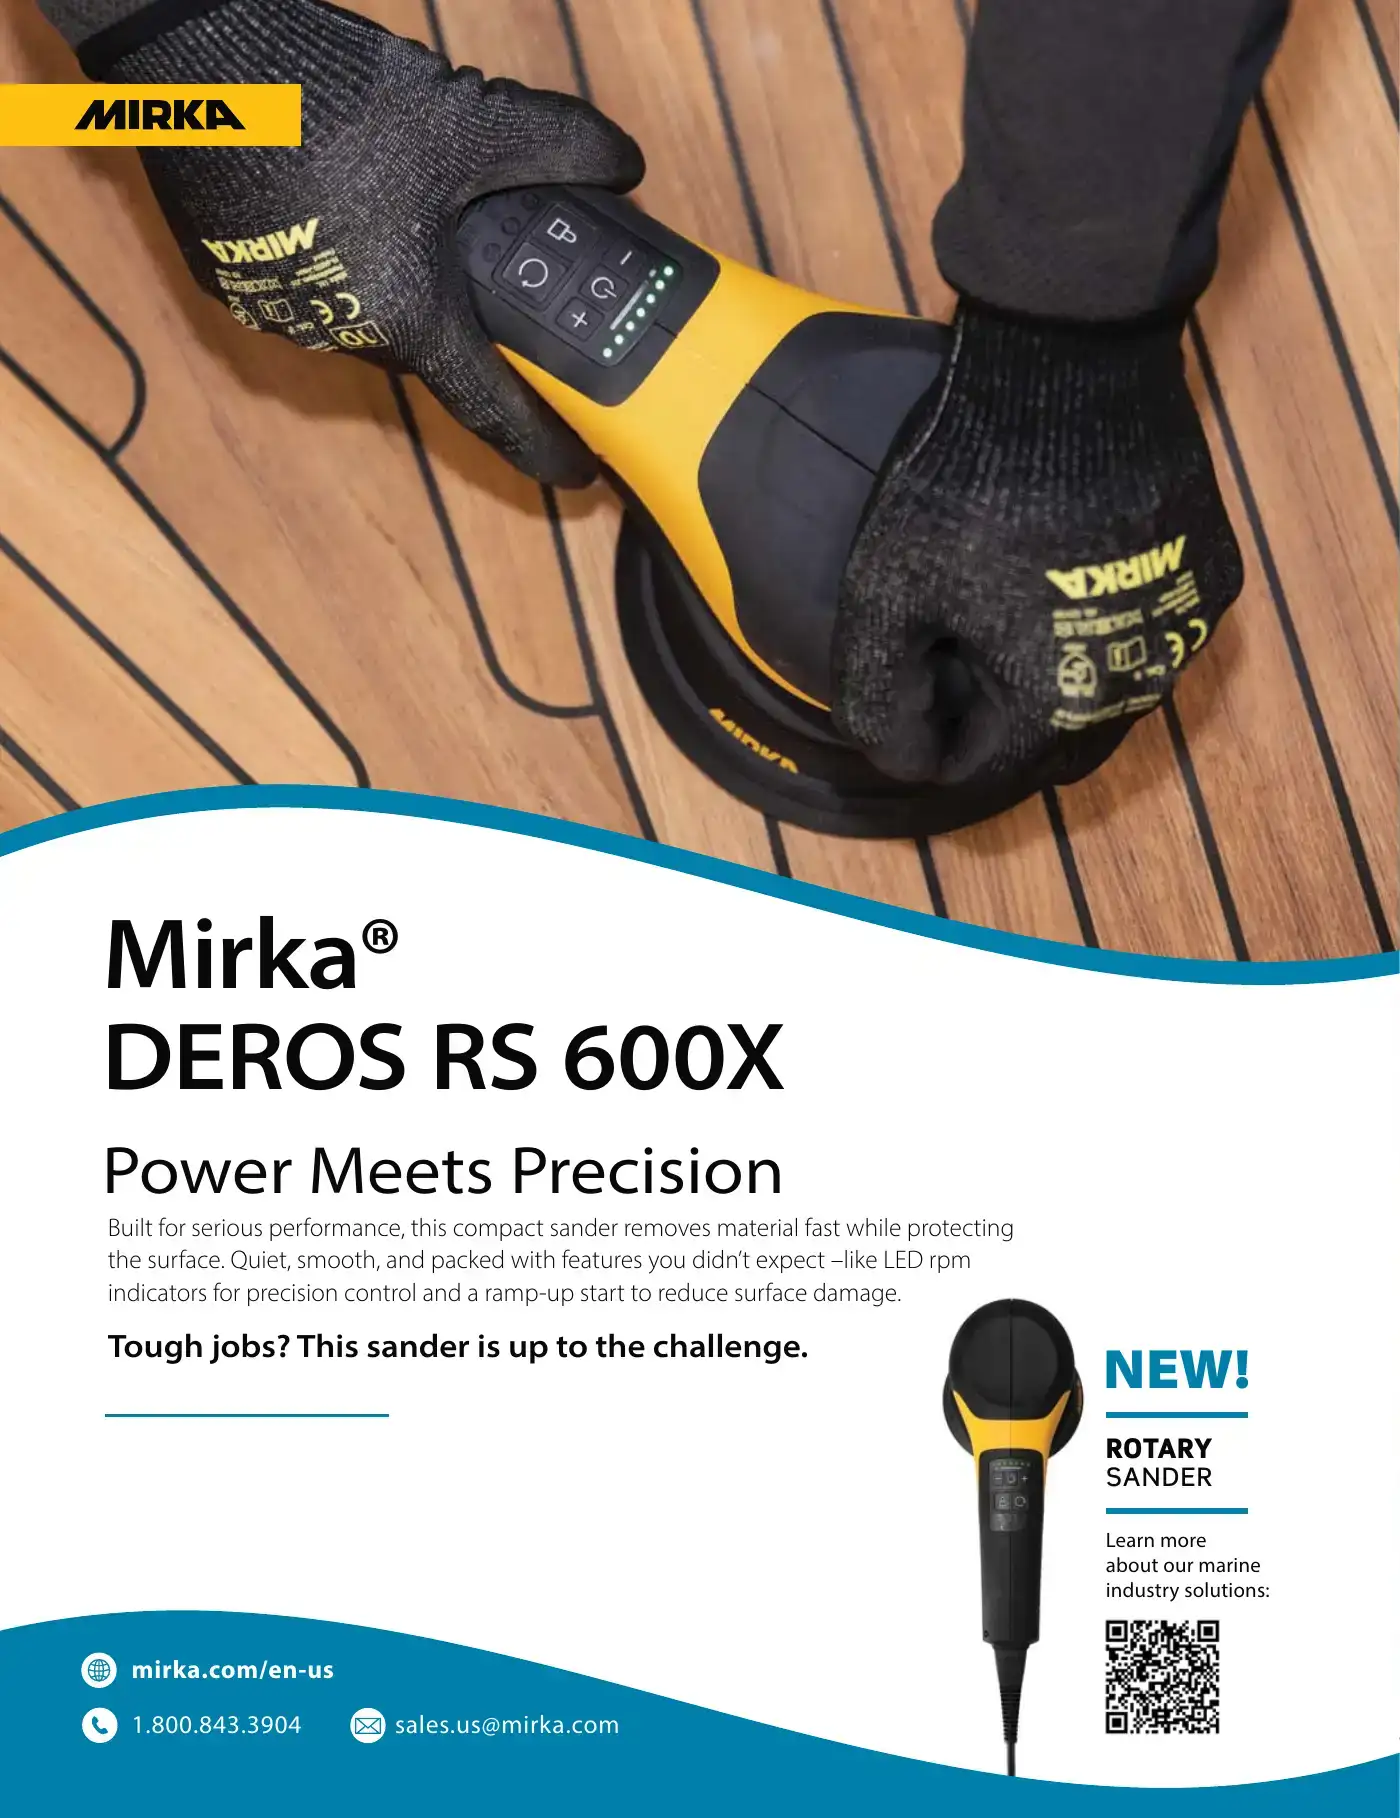 MIRKA
MIRKA
MIRKA
MIRKA
Mirka®
DEROS RS 600X
Power Meets Precision
Built for serious performance, this compact sander removes material fast while protecting
the surface. Quiet, smooth, and packed with features you didn’t expect –like LED rpm
indicators for precision control and a ramp-up start to reduce surface damage.
Tough jobs? This sander is up to the challenge.
NEW!
ROTARY
SANDER
Learn more
about our marine
industry solutions:
mirka.com/en-us
1.800.843.3904
sales.us@mirka.com